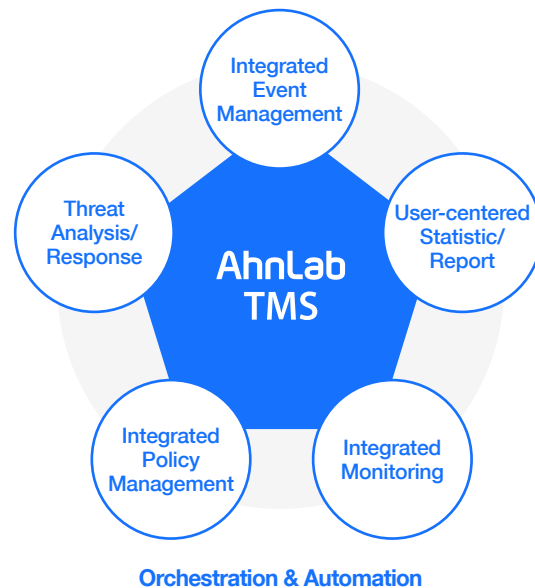 Integrated
Event
Management
Threat
Analysis/
Response
User-centered
Statistic/
Report
AhnLab
TMS
Integrated
Policy
Management
Integrated
Monitoring
Orchestration & Automation